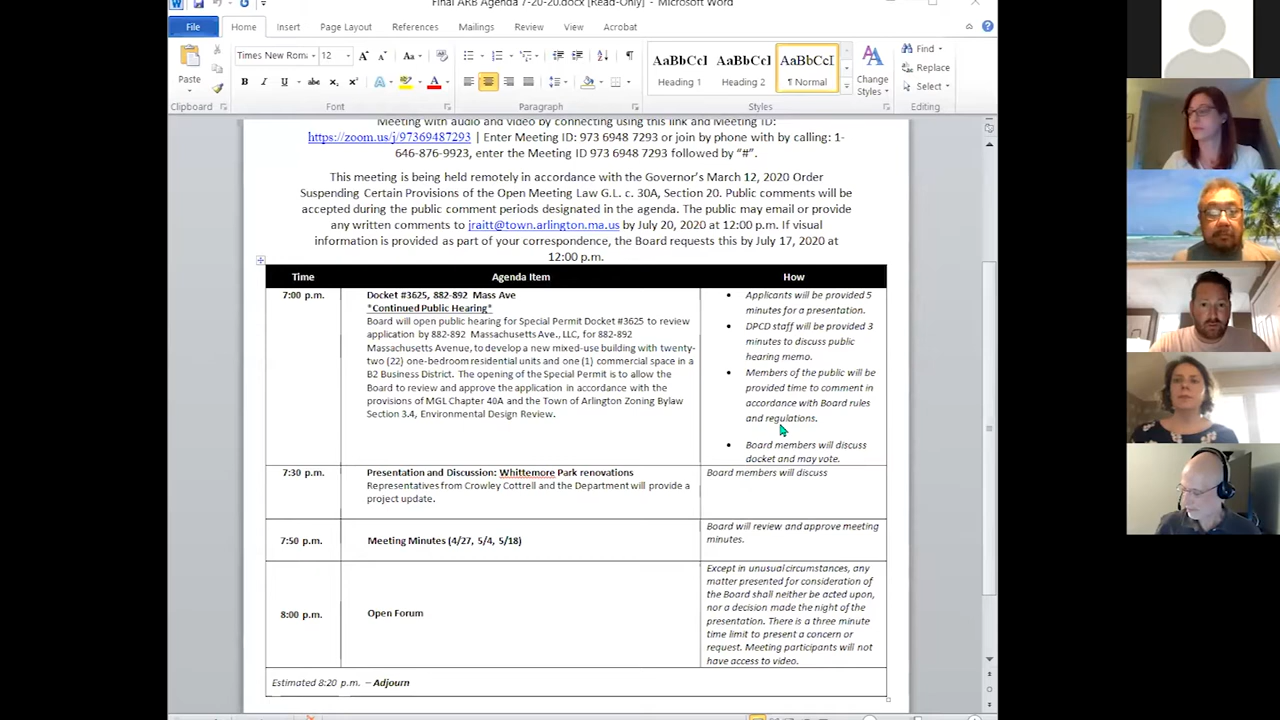 Final ARB Agenda 7-20-20.docx [Read-Only] - Microsoft Word
File Home Insert Page Layout References Mailings Review View Acrobat
Times New Rom 12
AaBbCcI AaBbCcI AaBbCcI
Paste
Heading 1 Heading 2 ¶ Normal
Change Styles
Find
Replace
Select
Clipboard Font Paragraph Styles Editing
Meeting with audio and video by connecting using this link and Meeting ID:
https://zoom.us/j/97369487293 | Enter Meeting ID: 973 6948 7293 or join by phone with by calling: 1-
646-876-9923, enter the Meeting ID 973 6948 7293 followed by “#”.
This meeting is being held remotely in accordance with the Governor’s March 12, 2020 Order
Suspending Certain Provisions of the Open Meeting Law G.L. c. 30A, Section 20. Public comments will be
accepted during the public comment periods designated in the agenda. The public may email or provide
any written comments to jraitt@town.arlington.ma.us by July 20, 2020 at 12:00 p.m. If visual
information is provided as part of your correspondence, the Board requests this by July 17, 2020 at
12:00 p.m.
Time Agenda Item How
7:00 p.m.
Docket #3625, 882-892 Mass Ave
*Continued Public Hearing*
Board will open public hearing for Special Permit Docket #3625 to review
application by 882-892 Massachusetts Ave., LLC, for 882-892
Massachusetts Avenue, to develop a new mixed-use building with twenty-
two (22) one-bedroom residential units and one (1) commercial space in a
B2 Business District. The opening of the Special Permit is to allow the
Board to review and approve the application in accordance with the
provisions of MGL Chapter 40A and the Town of Arlington Zoning Bylaw
Section 3.4, Environmental Design Review.
• Applicants will be provided 5
minutes for a presentation.
• DPCD staff will be provided 3
minutes to discuss public
hearing memo.
• Members of the public will be
provided time to comment in
accordance with Board rules
and regulations.
• Board members will discuss
docket and may vote.
7:30 p.m.
Presentation and Discussion: Whittemore Park renovations
Representatives from Crowley Cottrell and the Department will provide a
project update.
Board members will discuss
7:50 p.m.
Meeting Minutes (4/27, 5/4, 5/18)
Board will review and approve meeting
minutes.
8:00 p.m.
Open Forum
Except in unusual circumstances, any
matter presented for consideration of
the Board shall neither be acted upon,
nor a decision made the night of the
presentation. There is a three minute
time limit to present a concern or
request. Meeting participants will not
have access to video.
Estimated 8:20 p.m. – Adjourn